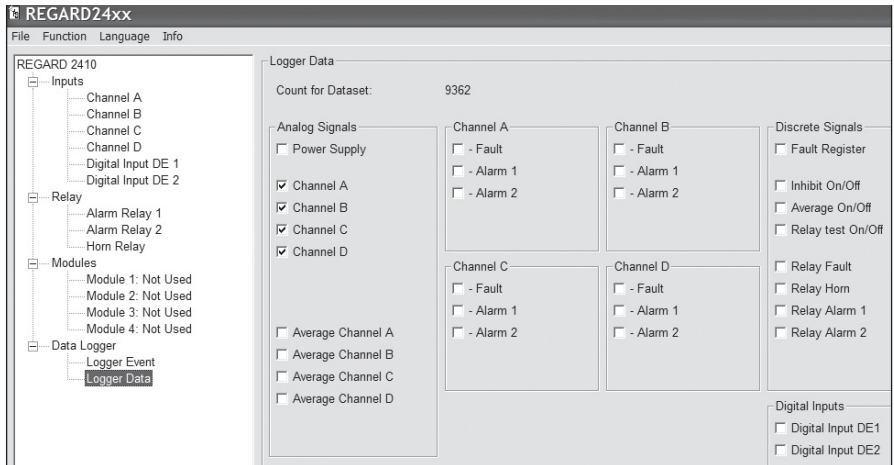 REGARD24xx
File Function Language Info
REGARD 2410
Inputs
Channel A
Channel B
Channel C
Channel D
Digital Input DE 1
Digital Input DE 2
Relay
Alarm Relay 1
Alarm Relay 2
Horn Relay
Modules
Module 1: Not Used
Module 2: Not Used
Module 3: Not Used
Module 4: Not Used
Data Logger
Logger Event
Logger Data
Logger Data
Count for Dataset: 9362
Analog Signals
Power Supply
Channel A
Channel B
Channel C
Channel D
Average Channel A
Average Channel B
Average Channel C
Average Channel D
Channel A
- Fault
- Alarm 1
- Alarm 2
Channel B
- Fault
- Alarm 1
- Alarm 2
Channel C
- Fault
- Alarm 1
- Alarm 2
Channel D
- Fault
- Alarm 1
- Alarm 2
Discrete Signals
Fault Register
Inhibit On/Off
Average On/Off
Relay test On/Off
Relay Fault
Relay Horn
Relay Alarm 1
Relay Alarm 2
Digital Inputs
Digital Input DE1
Digital Input DE2